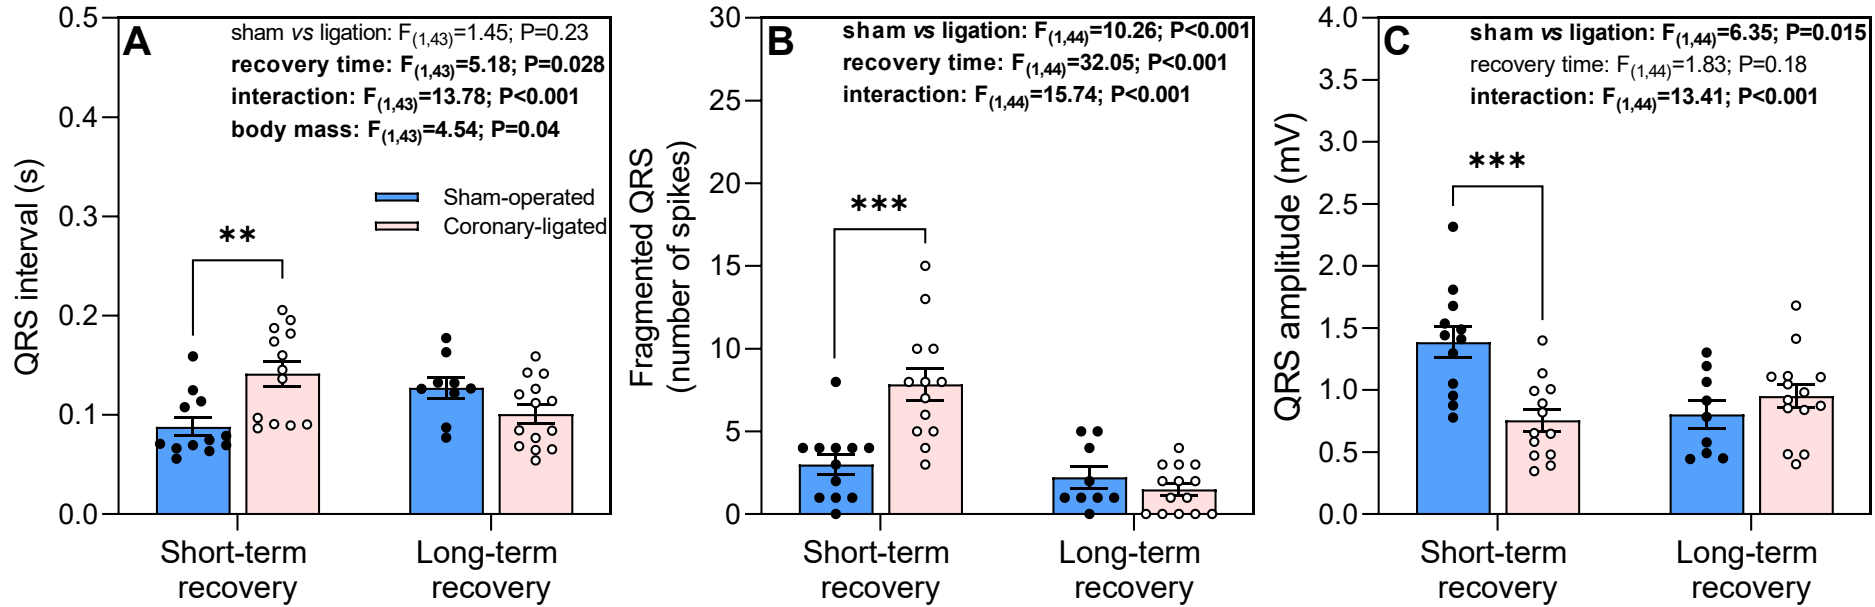 A
sham vs ligation: F(1,43)=1.45; P=0.23
recovery time: F(1,43)=5.18; P=0.028
interaction: F(1,43)=13.78; P<0.001
body mass: F(1,43)=4.54; P=0.04
Sham-operated
Coronary-ligated
**
QRS interval (s)
0.5
0.4
0.3
0.2
0.1
0.0
Short-term
recovery
Long-term
recovery
B
sham vs ligation: F(1,44)=10.26; P<0.001
recovery time: F(1,44)=32.05; P<0.001
interaction: F(1,44)=15.74; P<0.001
***
Fragmented QRS
(number of spikes)
30
25
20
15
10
5
0
Short-term
recovery
Long-term
recovery
C
sham vs ligation: F(1,44)=6.35; P=0.015
recovery time: F(1,44)=1.83; P=0.18
interaction: F(1,44)=13.41; P<0.001
***
QRS amplitude (mV)
4.0
3.5
3.0
2.5
2.0
1.5
1.0
0.5
0.0
Short-term
recovery
Long-term
recovery